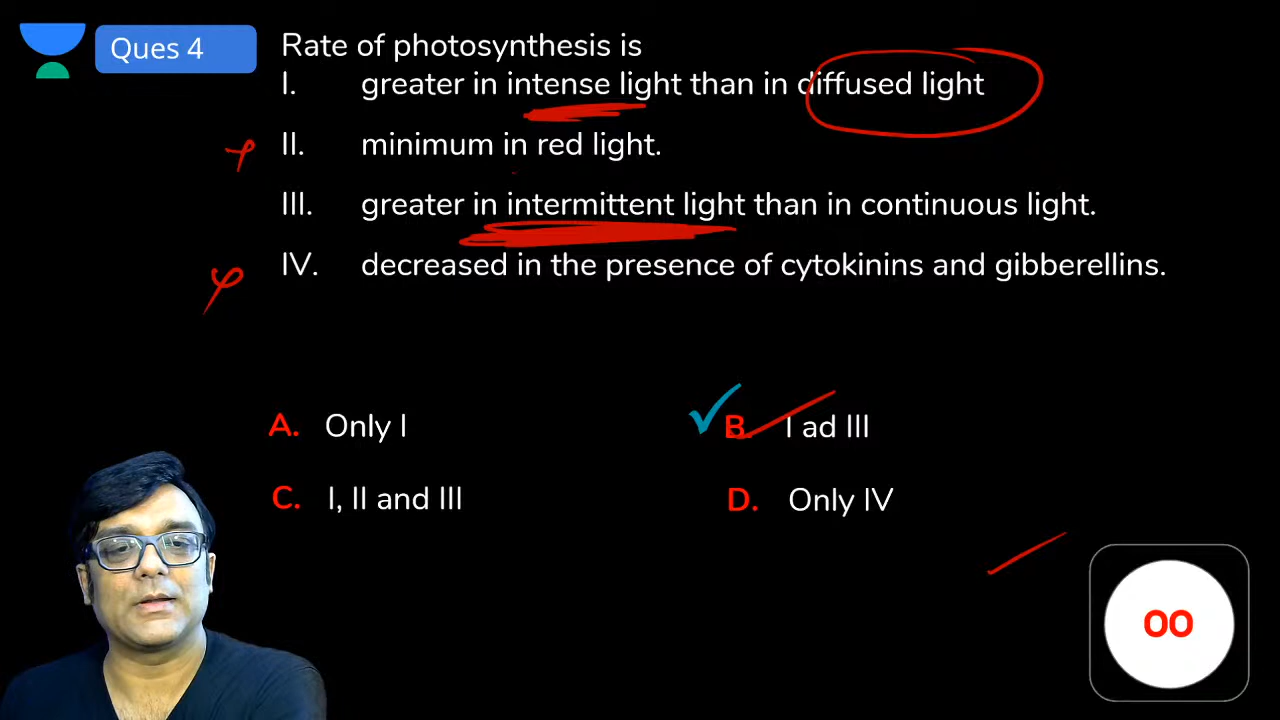 Ques 4
Rate of photosynthesis is
I. greater in intense light than in diffused light
II. minimum in red light.
III. greater in intermittent light than in continuous light.
IV. decreased in the presence of cytokinins and gibberellins.
A. Only I
B. I ad III
C. I, II and III
D. Only IV
00